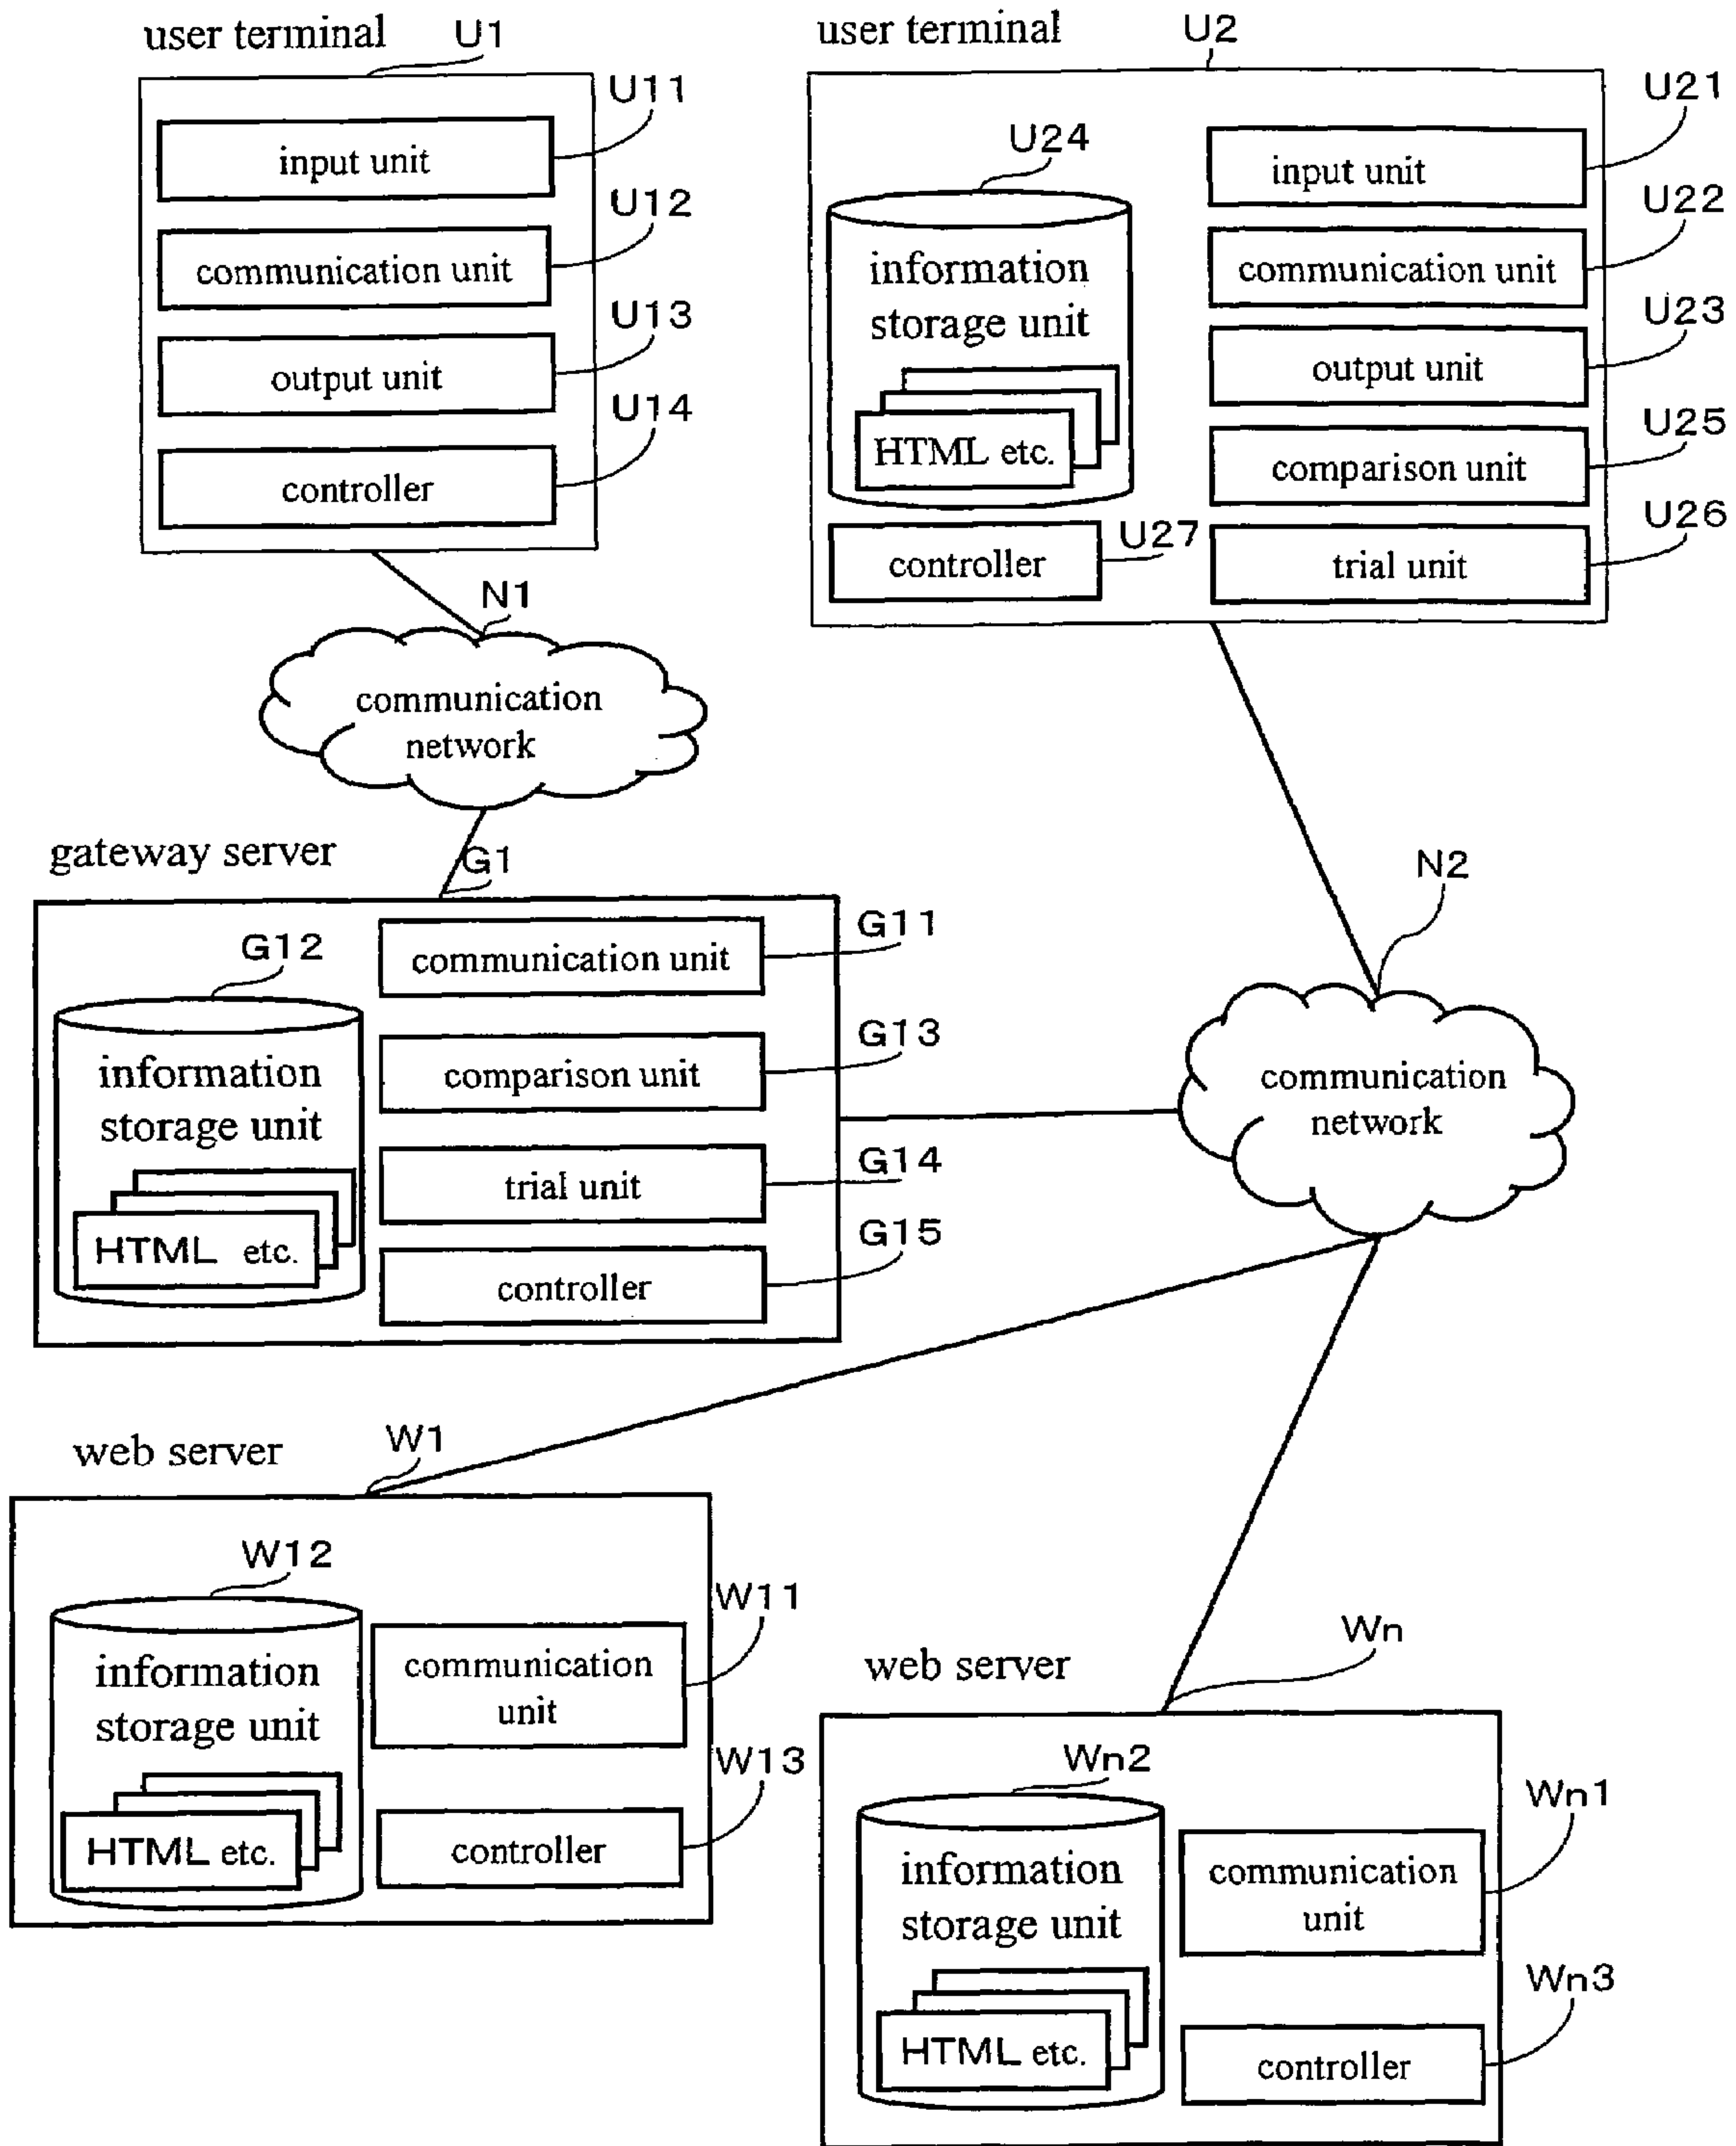 user terminal
U1
U11
input unit
U12
communication unit
U13
output unit
U14
controller
user terminal
U2
U21
input unit
U24
information
storage unit
HTML etc.
U22
communication unit
U23
output unit
U25
comparison unit
U26
trial unit
U27
controller
N1
communication
network
gateway server
G1
G11
communication unit
G12
information
storage unit
HTML etc.
G13
comparison unit
G14
trial unit
G15
controller
N2
communication
network
web server
W1
W12
information
storage unit
HTML etc.
W11
communication
unit
W13
controller
web server
Wn
Wn2
information
storage unit
HTML etc.
Wn1
communication
unit
Wn3
controller